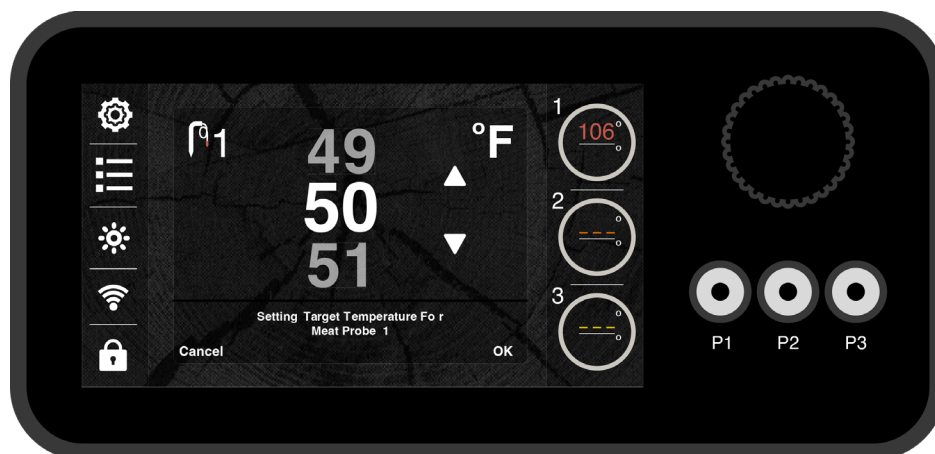 1
49
50
51
°F
Setting Target Temperature Fo r
Meat Probe 1
Cancel
OK
1
106°
°
2
---°
°
3
---°
°
P1
P2
P3